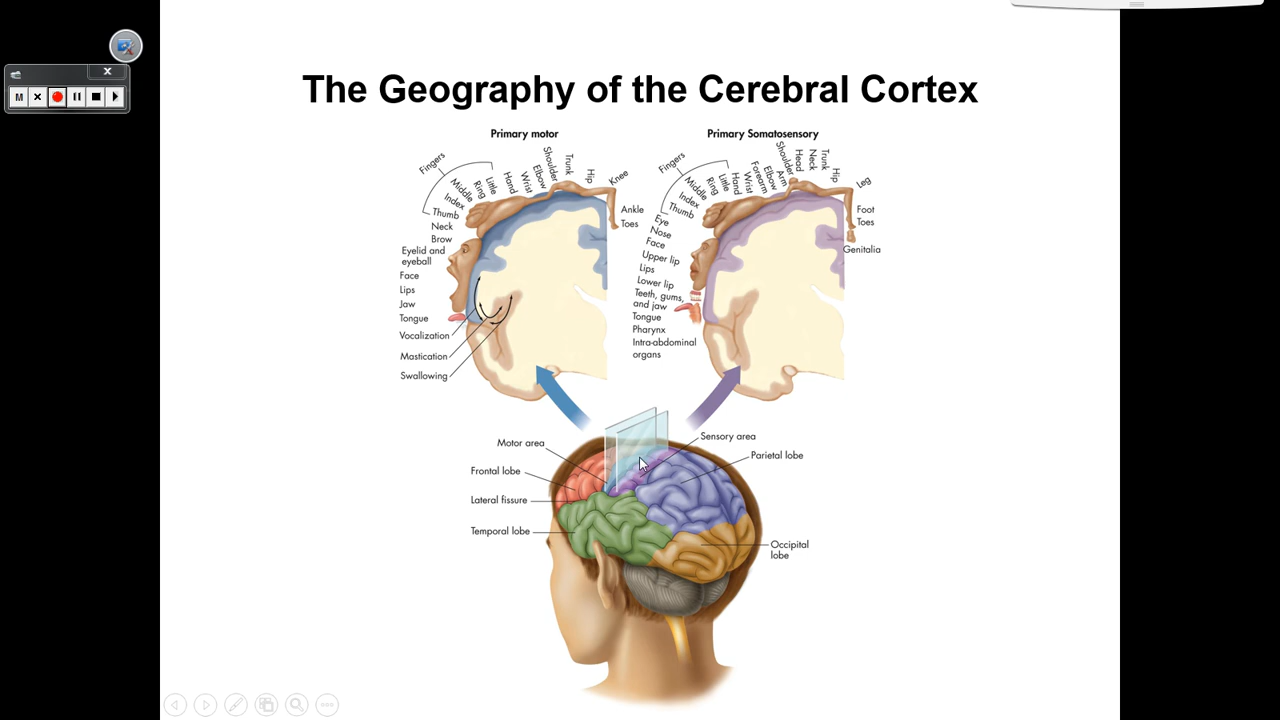 M
The Geography of the Cerebral Cortex
Primary motor
Fingers
Thumb
Index
Middle
Ring
Little
Hand
Wrist
Elbow
Shoulder
Trunk
Hip
Knee
Ankle
Toes
Neck
Brow
Eyelid and
eyeball
Face
Lips
Jaw
Tongue
Vocalization
Mastication
Swallowing
Primary Somatosensory
Fingers
Thumb
Index
Middle
Ring
Little
Hand
Wrist
Forearm
Elbow
Arm
Shoulder
Head
Neck
Trunk
Hip
Leg
Foot
Toes
Genitalia
Eye
Nose
Face
Upper lip
Lips
Lower lip
Teeth, gums,
and jaw
Tongue
Pharynx
Intra-abdominal
organs
Motor area
Frontal lobe
Lateral fissure
Temporal lobe
Sensory area
Parietal lobe
Occipital
lobe